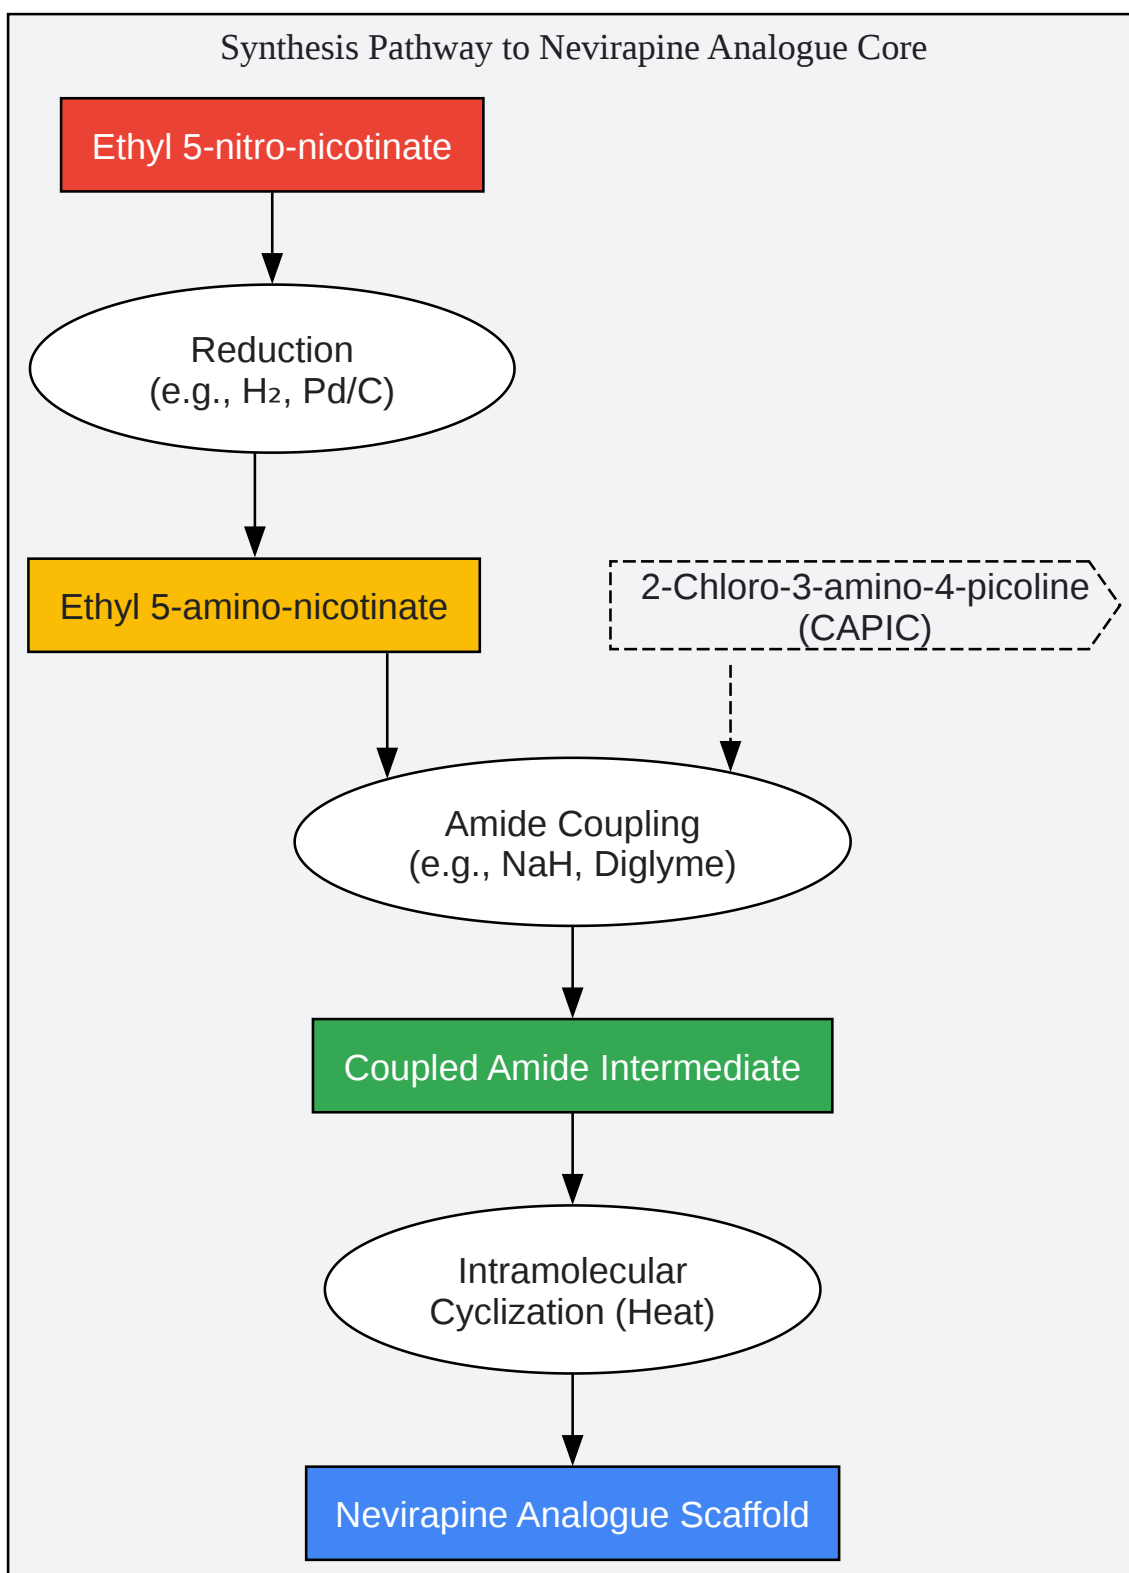 Synthesis Pathway to Nevirapine Analogue Core
Ethyl 5-nitro-nicotinate
Reduction
(e.g., H₂, Pd/C)
Ethyl 5-amino-nicotinate
2-Chloro-3-amino-4-picoline
(CAPIC)
Amide Coupling
(e.g., NaH, Diglyme)
Coupled Amide Intermediate
Intramolecular
Cyclization (Heat)
Nevirapine Analogue Scaffold